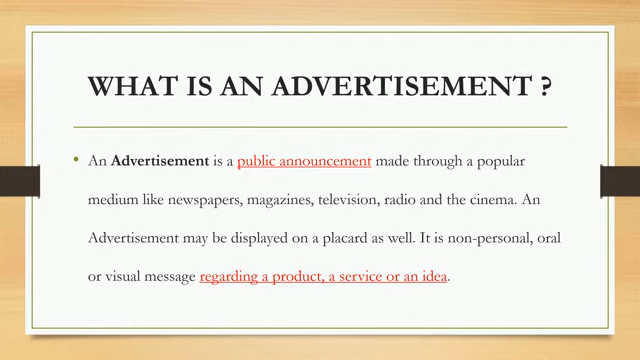 WHAT IS AN ADVERTISEMENT ?
• An Advertisement is a public announcement made through a popular
medium like newspapers, magazines, television, radio and the cinema. An
Advertisement may be displayed on a placard as well. It is non-personal, oral
or visual message regarding a product, a service or an idea.